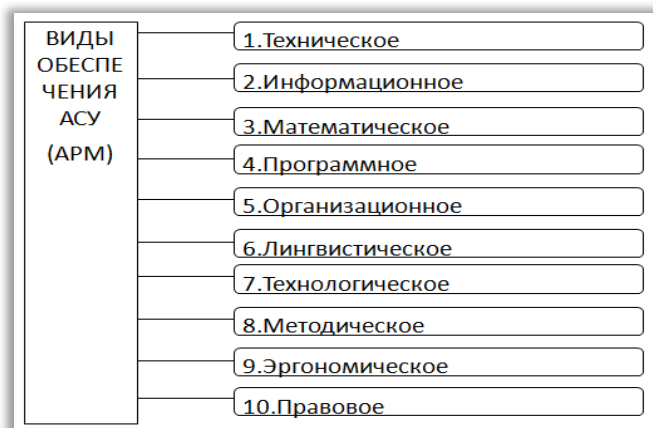 ВИДЫ
ОБЕСПЕ
ЧЕНИЯ
АСУ
(АРМ)
1.Техническое
2.Информационное
3.Математическое
4.Программное
5.Организационное
6.Лингвистическое
7.Технологическое
8.Методическое
9.Эргономическое
10.Правовое